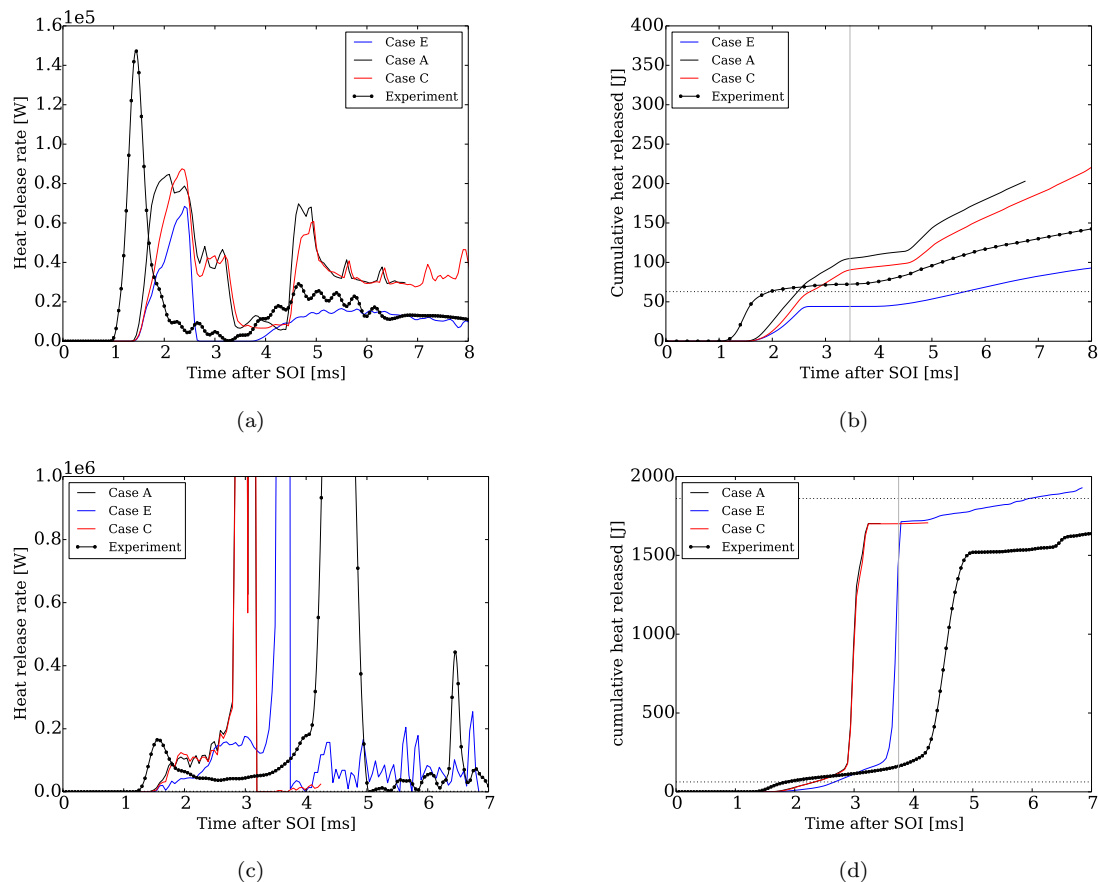 1e5
1.6
1.4
1.2
1.0
0.8
0.6
0.4
0.2
0.0
Heat release rate [W]
Case E
Case A
Case C
Experiment
0 1 2 3 4 5 6 7 8
Time after SOI [ms]
(a)
400
350
300
250
200
150
100
50
0
Cumulative heat released [J]
Case E
Case A
Case C
Experiment
0 1 2 3 4 5 6 7 8
Time after SOI [ms]
(b)
1e6
1.0
0.8
0.6
0.4
0.2
0.0
Heat release rate [W]
Case A
Case E
Case C
Experiment
0 1 2 3 4 5 6 7
Time after SOI [ms]
(c)
2000
1500
1000
500
0
cumulative heat released [J]
Case A
Case E
Case C
Experiment
0 1 2 3 4 5 6 7
Time after SOI [ms]
(d)